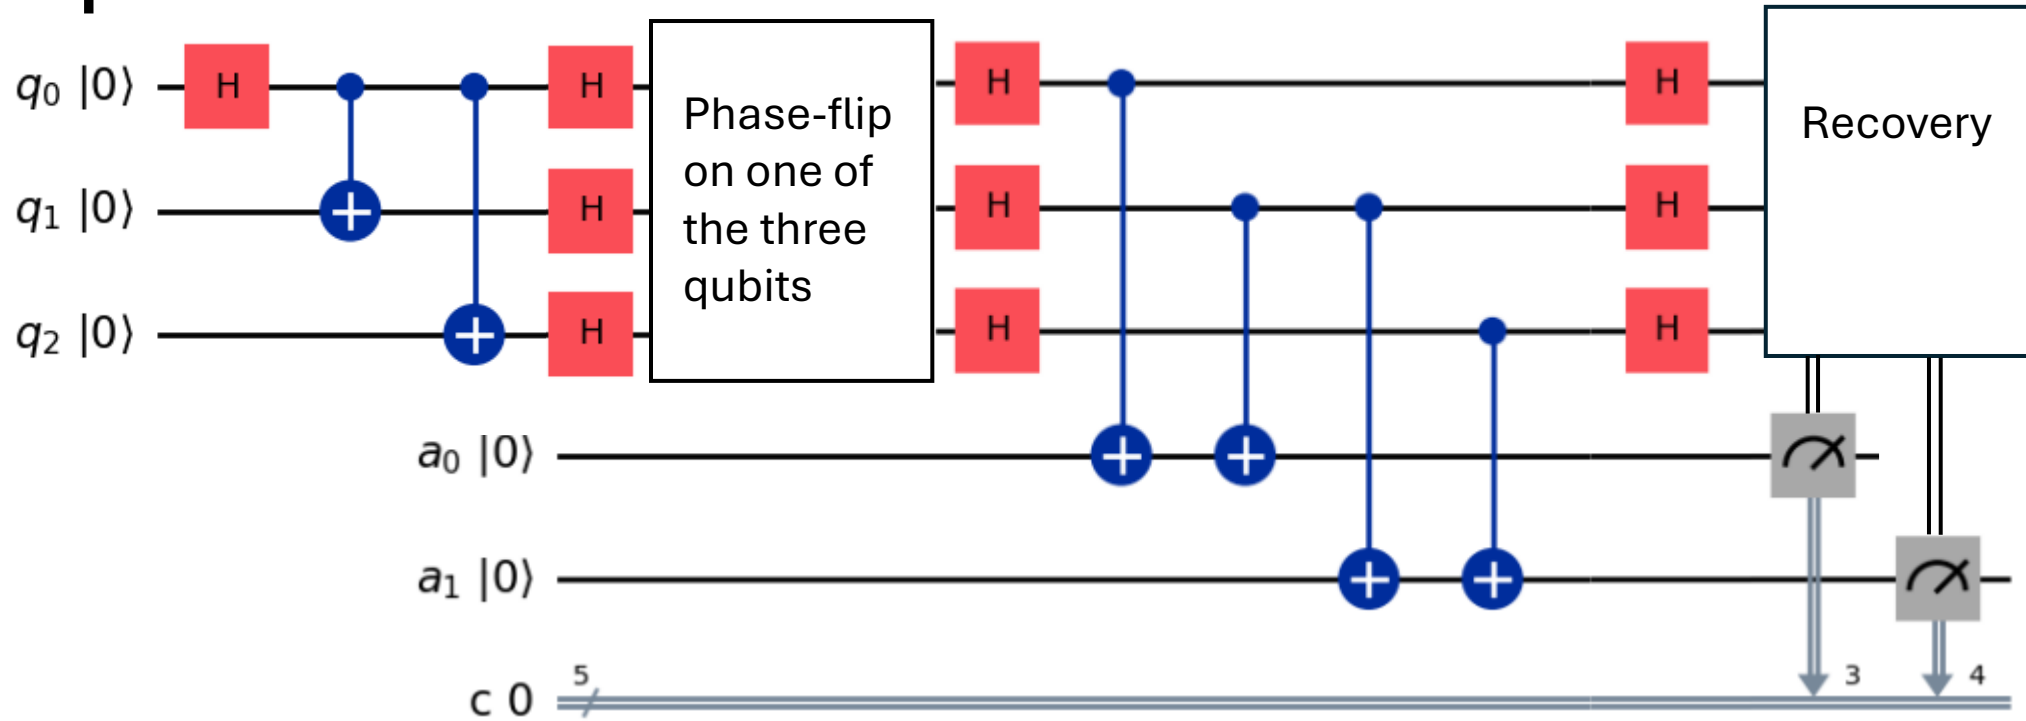 q0 |0⟩ H H H H
Phase-flip
on one of
the three
qubits
Recovery
q1 |0⟩ H H H
q2 |0⟩ H H H
a0 |0⟩
a1 |0⟩
c 0 5 3 4